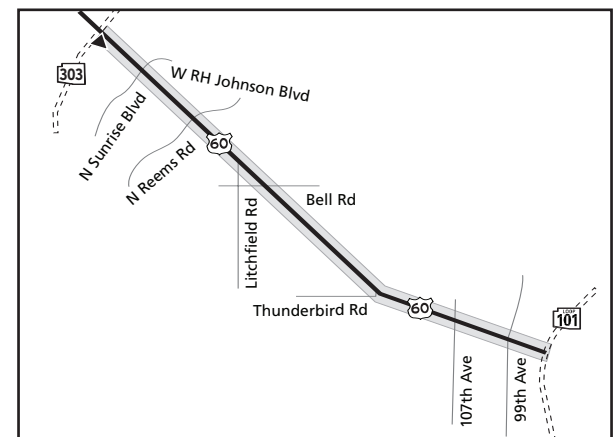 303
W RH Johnson Blvd
N Sunrise Blvd
N Reems Rd
60
Litchfield Rd
Bell Rd
Thunderbird Rd
60
LOOP
101
107th Ave
99th Ave